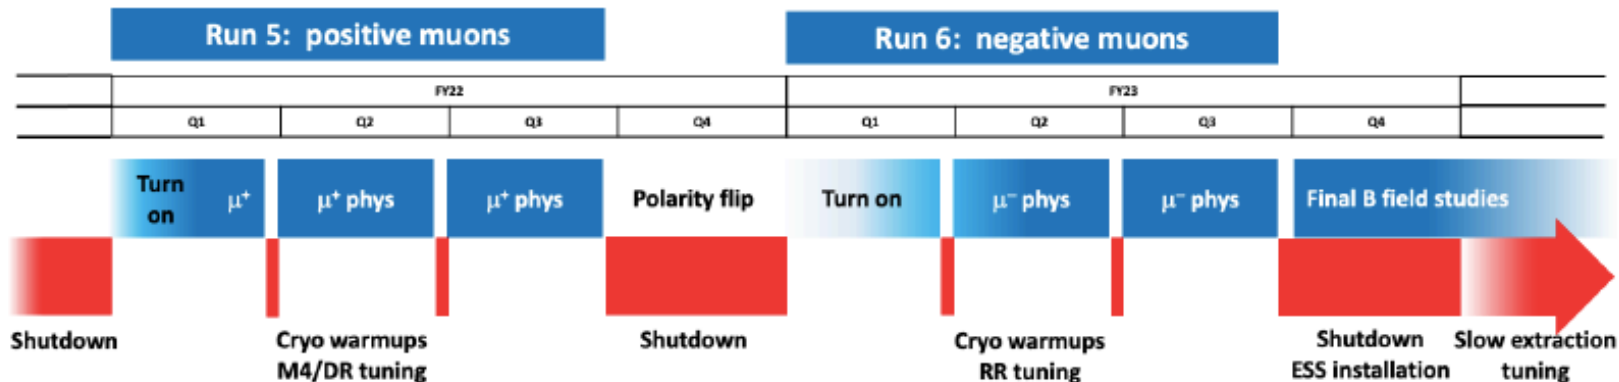 Run 5: positive muons
Run 6: negative muons
FY22
FY23
Q1
Q2
Q3
Q4
Q1
Q2
Q3
Q4
Turn
on
μ⁺
μ⁺ phys
μ⁺ phys
Polarity flip
Turn on
μ⁻ phys
μ⁻ phys
Final B field studies
Shutdown
Cryo warmups
M4/DR tuning
Shutdown
Cryo warmups
RR tuning
Shutdown
ESS installation
Slow extraction
tuning